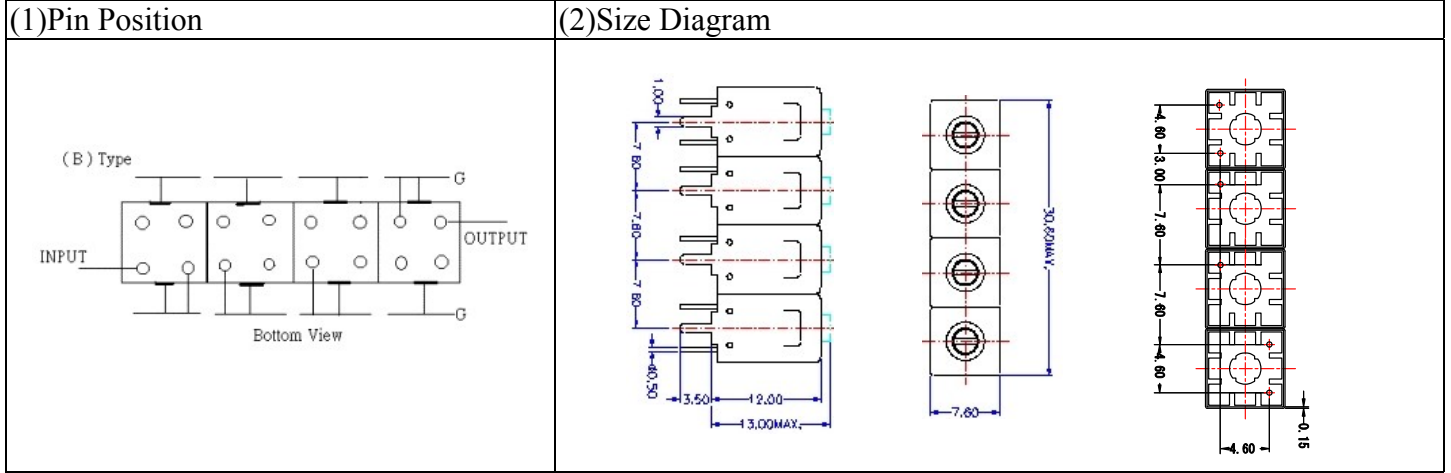 (1)Pin Position
(2)Size Diagram
( B ) Type
G
INPUT
OUTPUT
G
Bottom View
1.00
7.80
7.80
7.80
Φ0.50
3.50
12.00
13.00MAX.
30.80MAX.
7.60
4.60
3.00
7.60
7.60
4.60
4.60
0.15